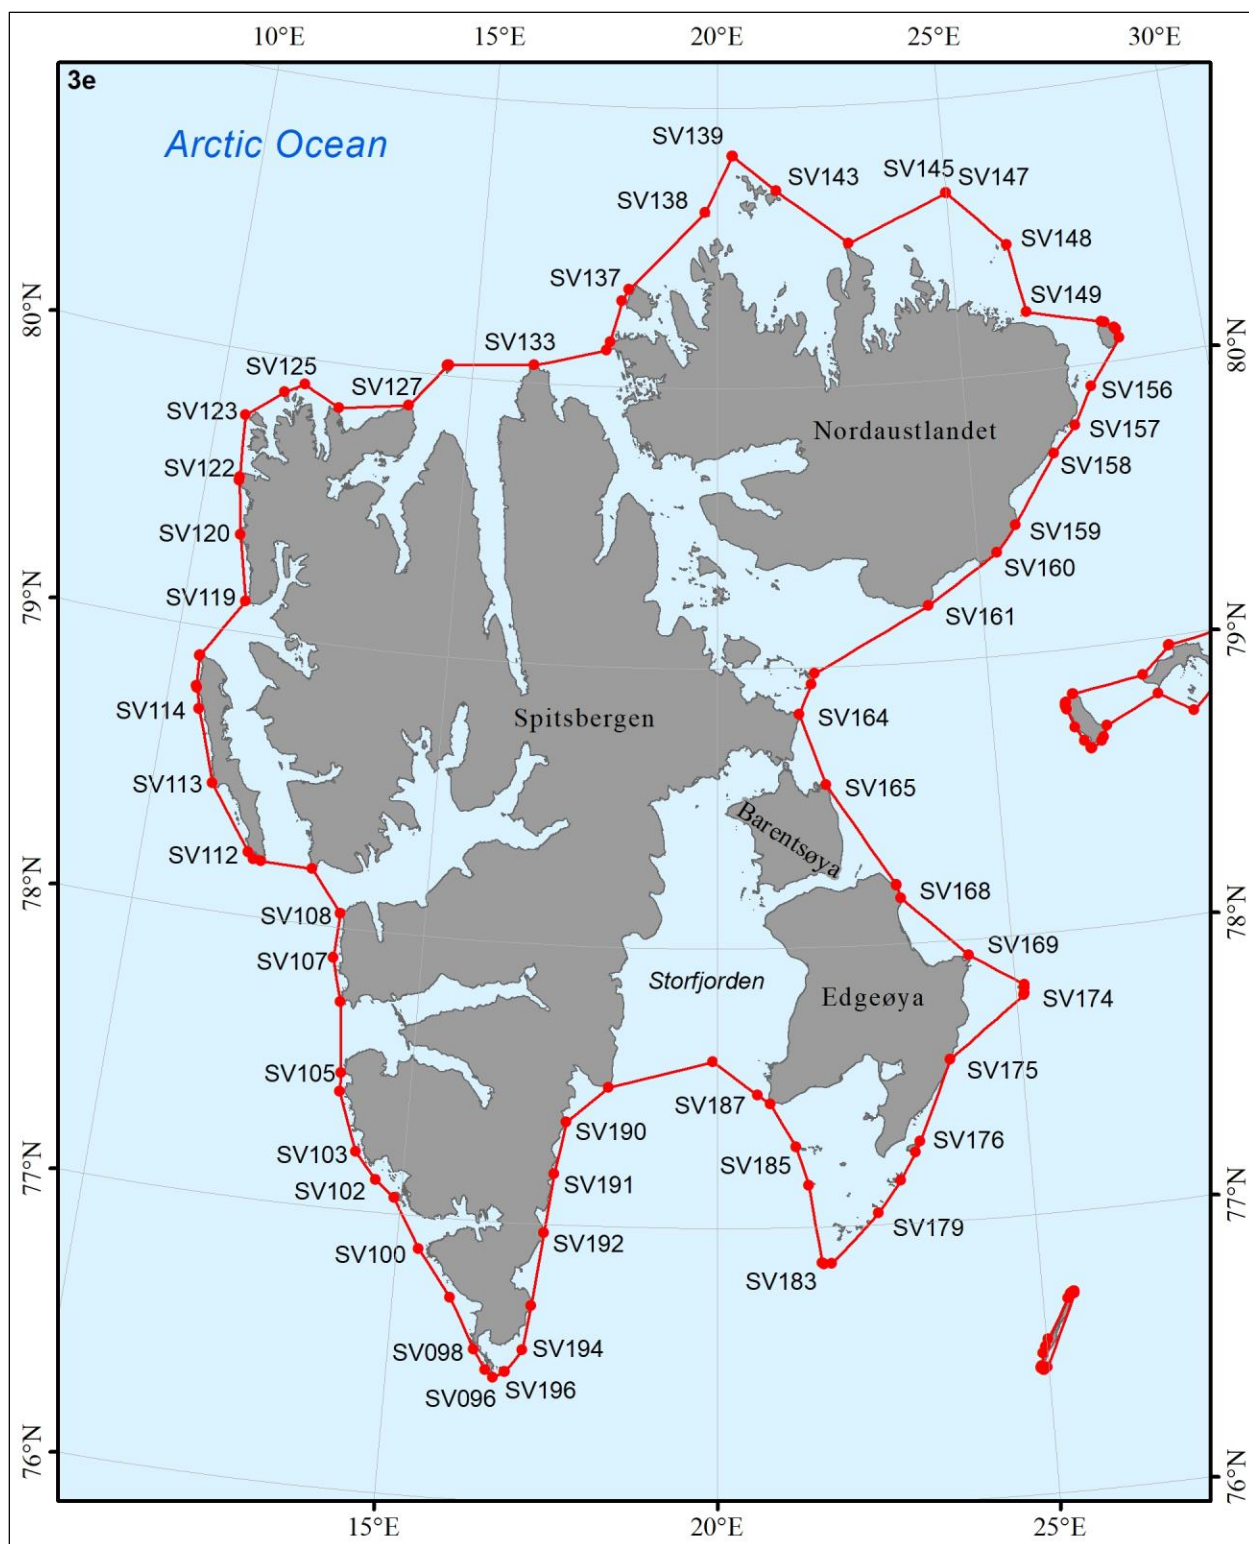 10°E
15°E
20°E
25°E
30°E
3e
Arctic Ocean
SV139
SV143
SV145
SV147
SV138
SV148
SV137
SV149
80°N
80°N
SV133
SV125
SV127
SV123
SV156
Nordaustlandet
SV157
SV158
SV122
SV120
SV159
SV160
79°N
SV119
SV161
79°N
SV114
Spitsbergen
SV164
SV113
SV165
Barentsøya
SV112
78°N
SV108
SV168
78°N
SV107
SV169
Storfjorden
Edgeøya
SV174
SV105
SV175
SV187
SV190
SV176
SV103
SV185
77°N
SV102
SV191
77°N
SV179
SV192
SV100
SV183
SV098
SV194
SV096
SV196
76°N
76°N
15°E
20°E
25°E